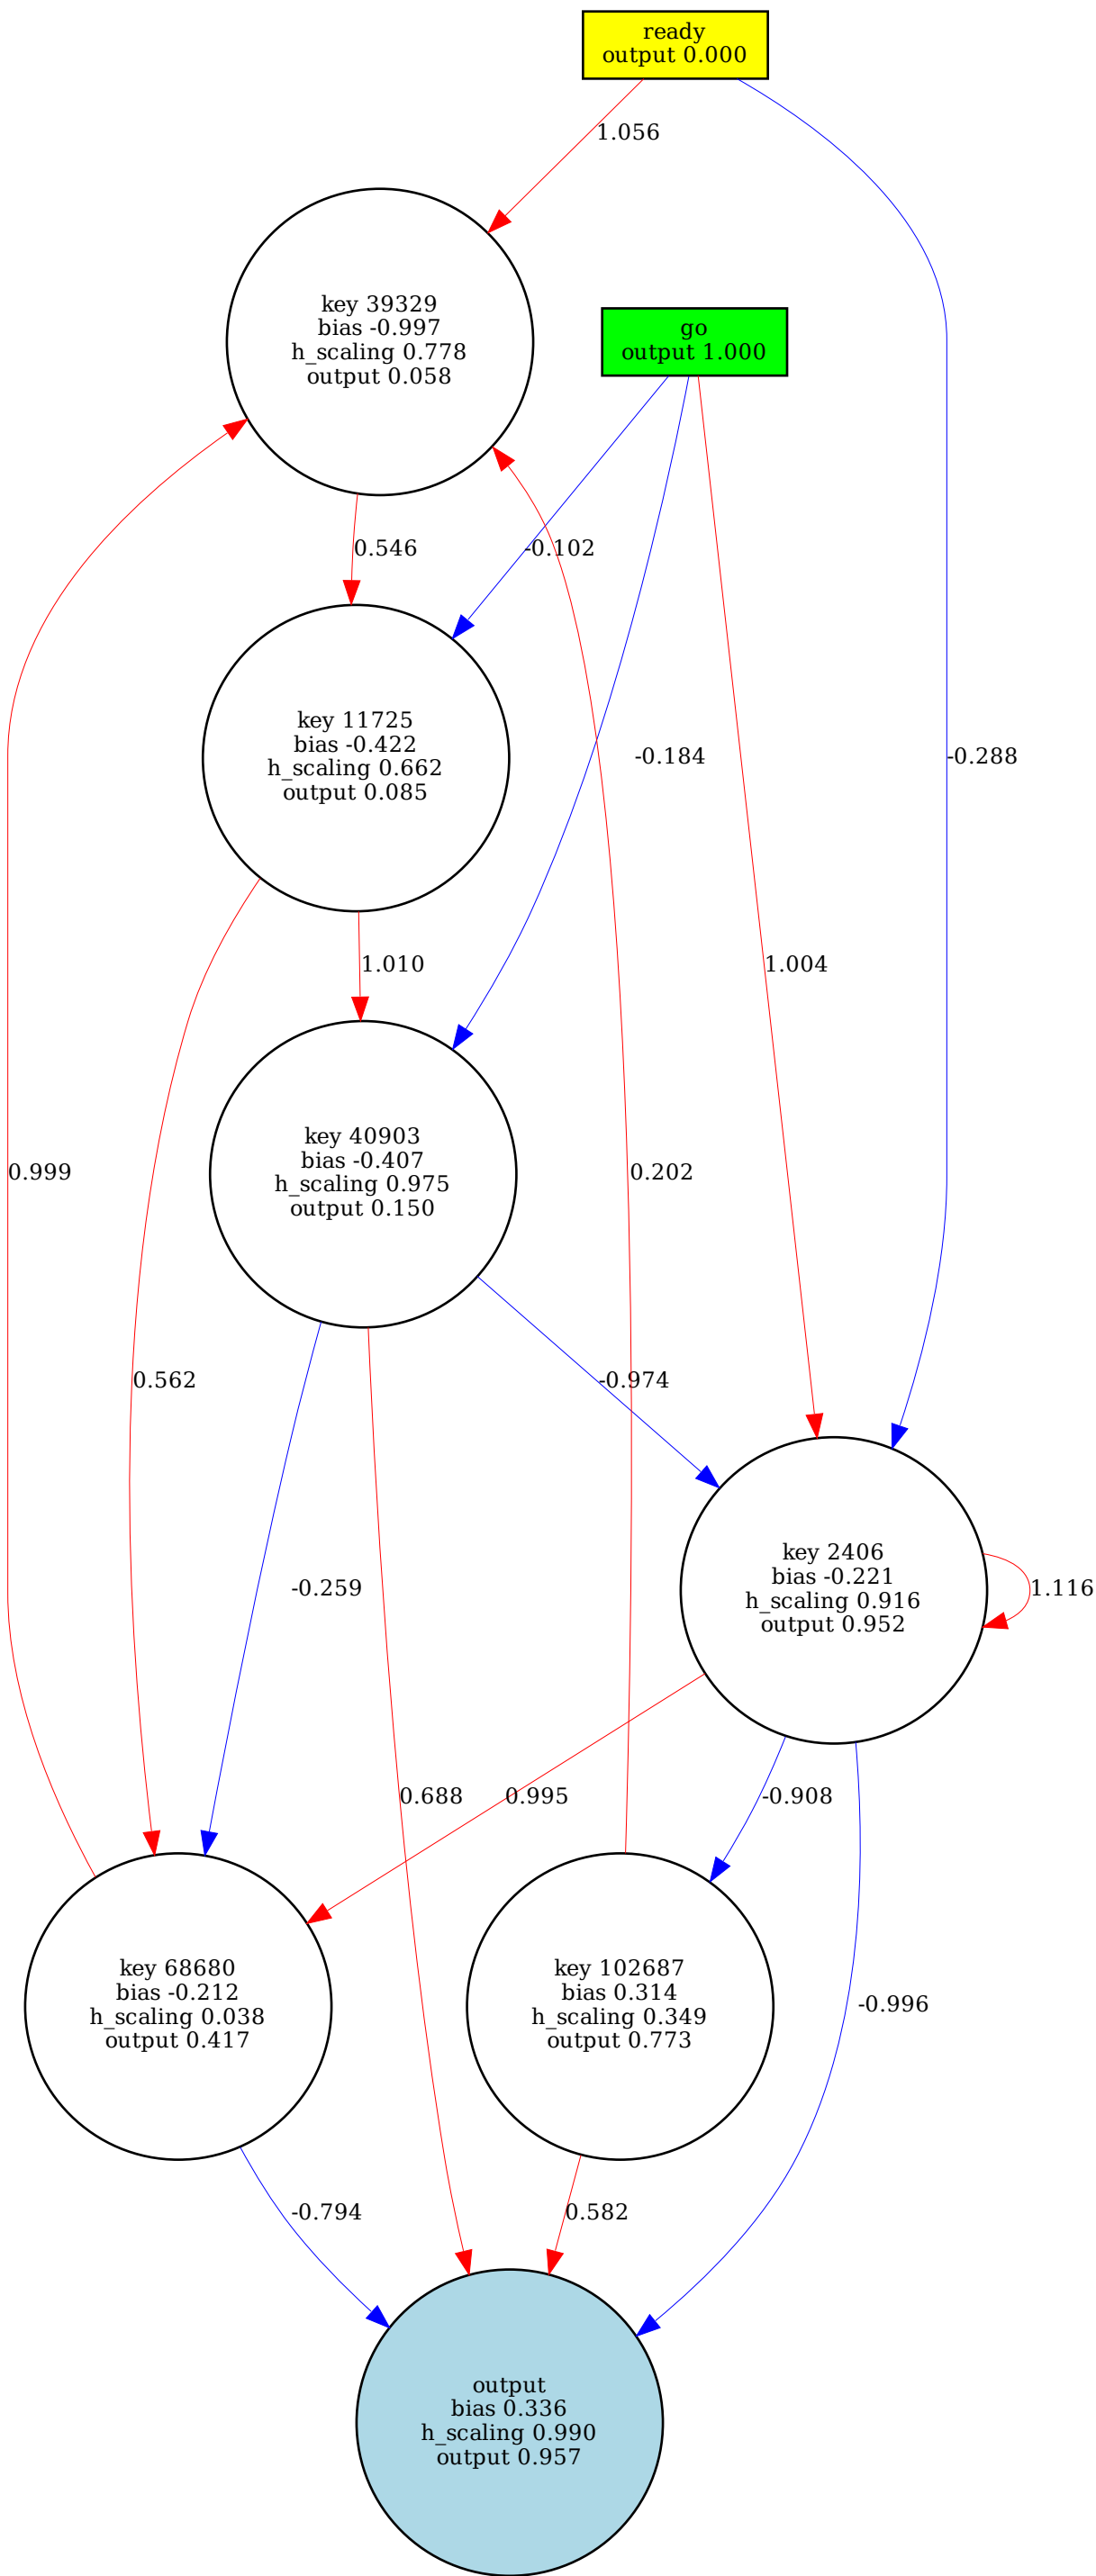 ready
output 0.000
1.056
key 39329
bias -0.997
h_scaling 0.778
output 0.058
go
output 1.000
0.546
-0.102
key 11725
bias -0.422
h_scaling 0.662
output 0.085
-0.184
-0.288
1.010
1.004
key 40903
bias -0.407
h_scaling 0.975
output 0.150
0.999
0.202
0.562
-0.974
key 2406
bias -0.221
h_scaling 0.916
output 0.952
-0.259
1.116
0.688
0.995
-0.908
key 68680
bias -0.212
h_scaling 0.038
output 0.417
key 102687
bias 0.314
h_scaling 0.349
output 0.773
-0.996
-0.794
0.582
output
bias 0.336
h_scaling 0.990
output 0.957